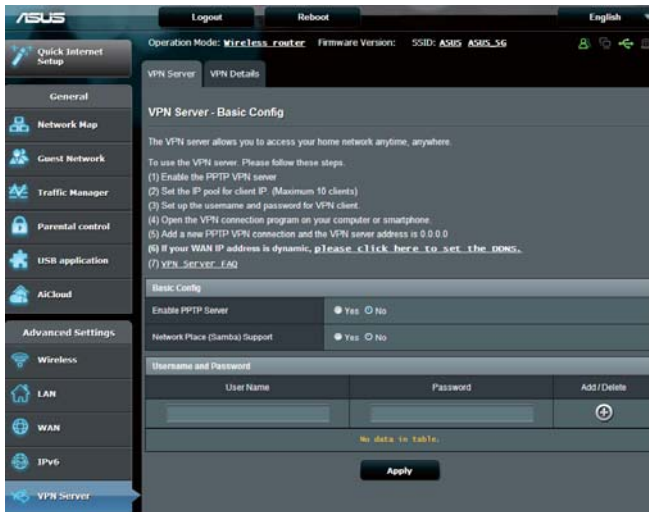 ASUS
Logout
Reboot
English
Quick Internet
Setup
Operation Mode: Wireless router Firmware Version: SSID: ASUS ASUS_5G
VPN Server
VPN Details
General
Network Map
Guest Network
Traffic Manager
Parental control
USB application
AiCloud
Advanced Settings
Wireless
LAN
WAN
IPv6
VPN Server
VPN Server - Basic Config
The VPN server allows you to access your home network anytime, anywhere.
To use the VPN server. Please follow these steps.
(1) Enable the PPTP VPN server
(2) Set the IP pool for client IP. (Maximum 10 clients)
(3) Set up the username and password for VPN client.
(4) Open the VPN connection program on your computer or smartphone.
(5) Add a new PPTP VPN connection and the VPN server address is 0.0.0.0
(6) If your WAN IP address is dynamic, please click here to set the DDNS.
(7) VPN Server FAQ
Basic Config
Enable PPTP Server
Yes No
Network Place (Samba) Support
Yes No
Username and Password
User Name
Password
Add / Delete
No data in table.
Apply